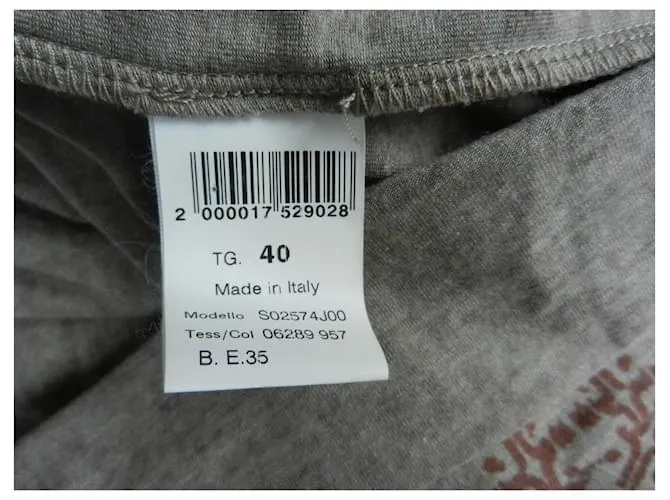 2 000017 529028
TG. 40
Made in Italy
Modello S02574J00
Tess/Col 06289 957
B. E.35